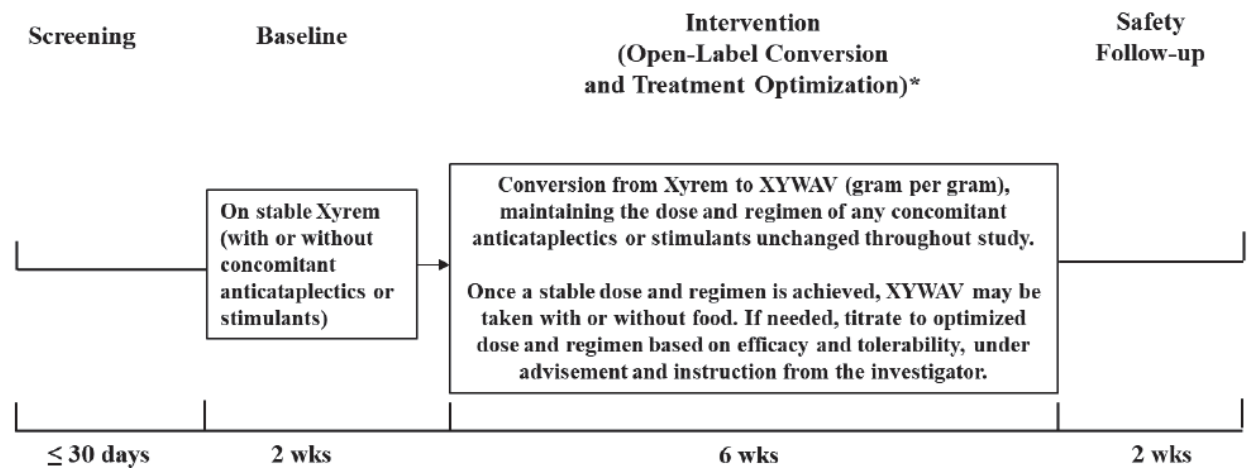 Screening
Baseline
Intervention
(Open-Label Conversion
and Treatment Optimization)*
Safety
Follow-up
On stable Xyrem
(with or without
concomitant
anticataplectics or
stimulants)
Conversion from Xyrem to XYWAV (gram per gram),
maintaining the dose and regimen of any concomitant
anticataplectics or stimulants unchanged throughout study.
Once a stable dose and regimen is achieved, XYWAV may be
taken with or without food. If needed, titrate to optimized
dose and regimen based on efficacy and tolerability, under
advisement and instruction from the investigator.
≤ 30 days
2 wks
6 wks
2 wks